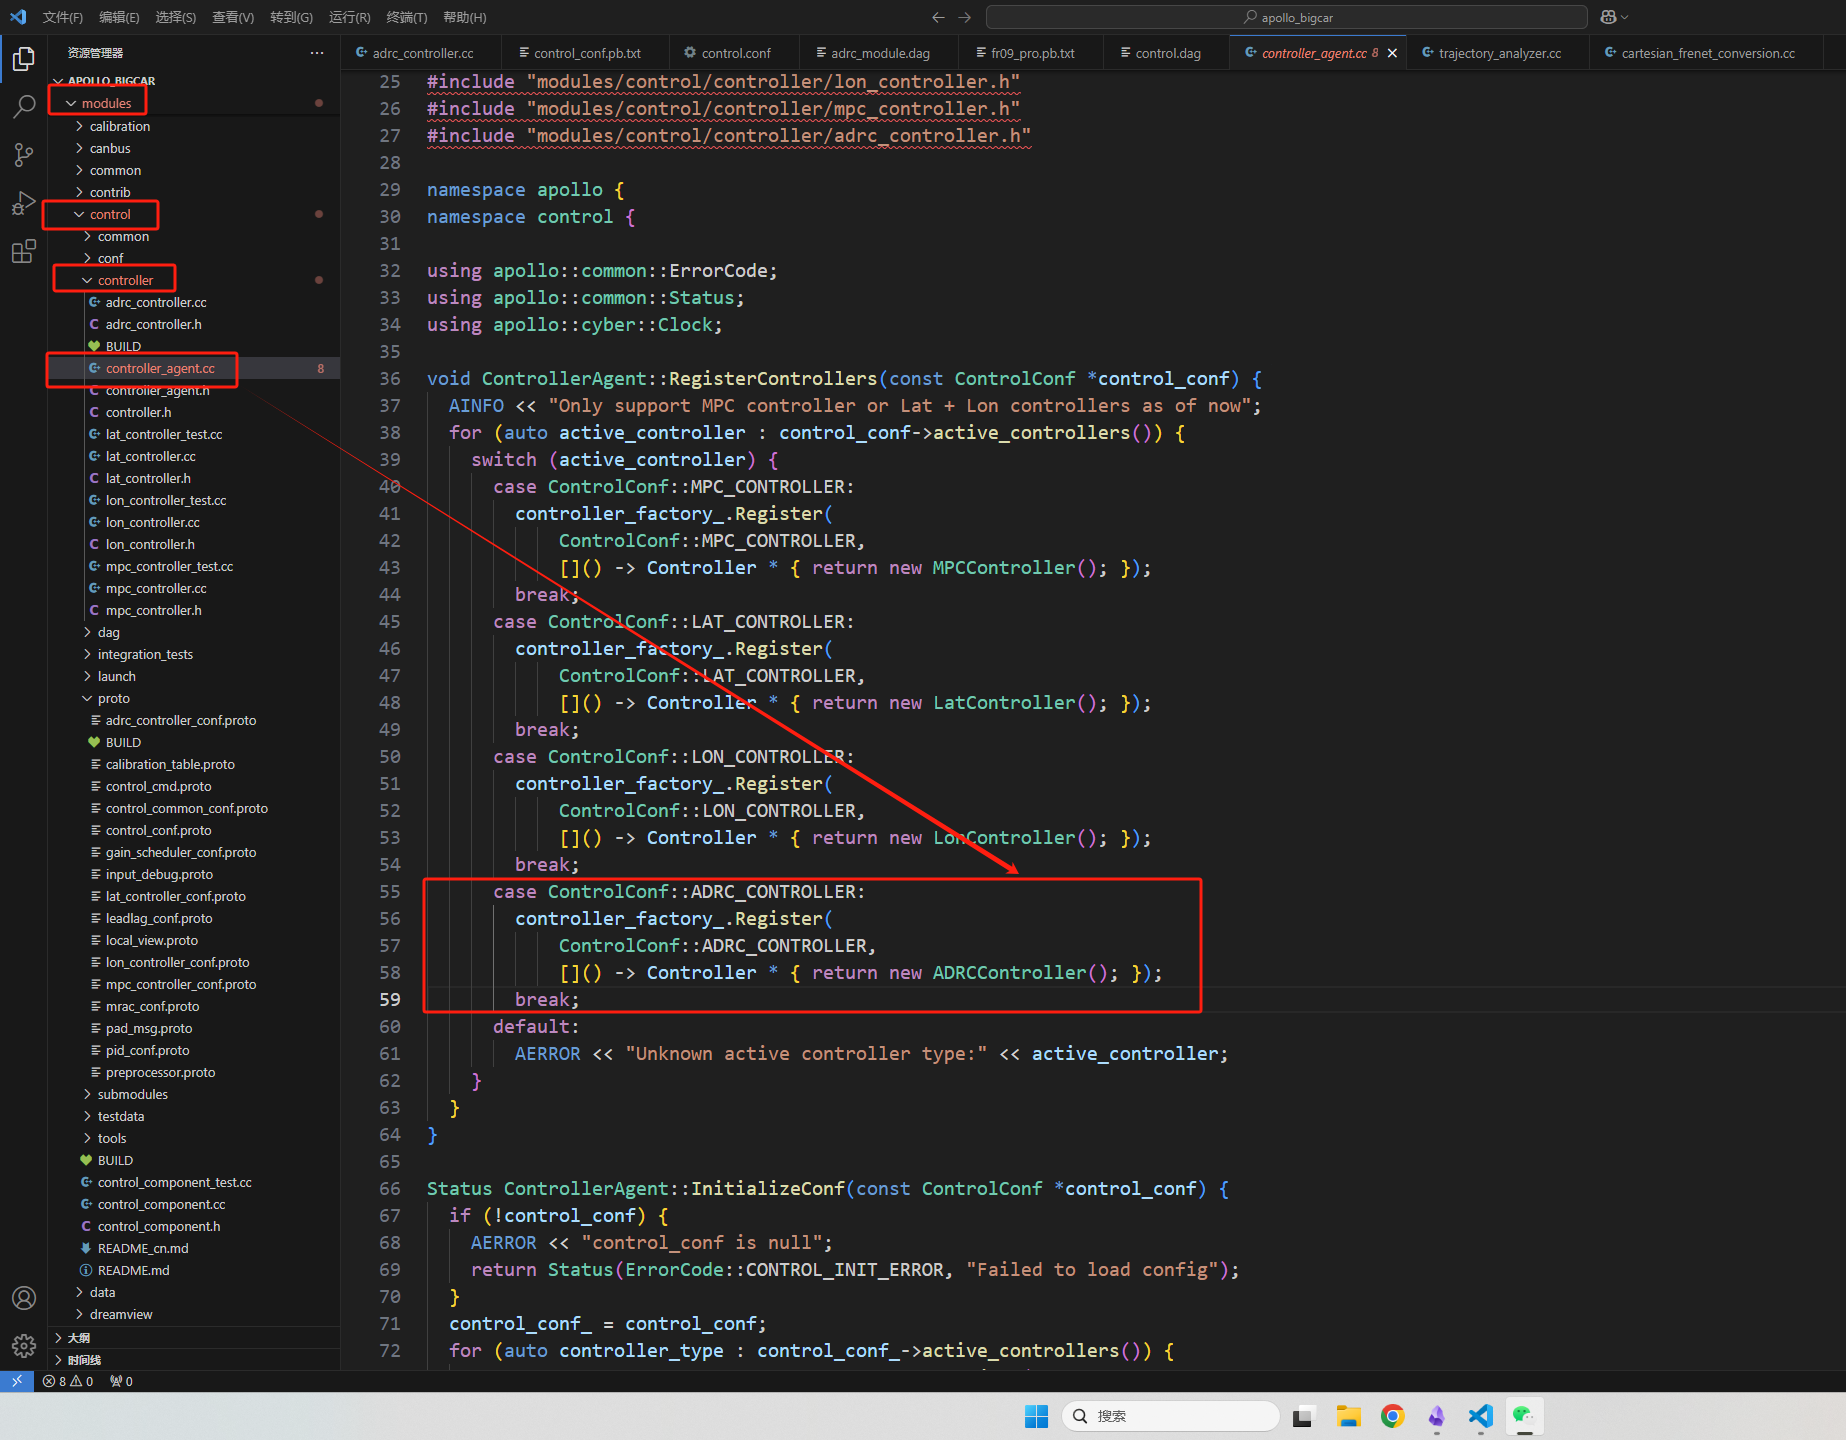 文件(F) 编辑(E) 选择(S) 查看(V) 转到(G) 运行(R) 终端(T) 帮助(H)
apollo_bigcar
资源管理器
adrc_controller.cc control_conf.pb.txt control.conf adrc_module.dag fr09_pro.pb.txt control.dag controller_agent.cc 8 trajectory_analyzer.cc cartesian_frenet_conversion.cc
APOLLO_BIGCAR
modules
calibration
canbus
common
contrib
control
common
conf
controller
adrc_controller.cc
adrc_controller.h
BUILD
controller_agent.cc 8
controller_agent.h
controller.h
lat_controller_test.cc
lat_controller.cc
lat_controller.h
lon_controller_test.cc
lon_controller.cc
lon_controller.h
mpc_controller_test.cc
mpc_controller.cc
mpc_controller.h
dag
integration_tests
launch
proto
adrc_controller_conf.proto
BUILD
calibration_table.proto
control_cmd.proto
control_common_conf.proto
control_conf.proto
gain_scheduler_conf.proto
input_debug.proto
lat_controller_conf.proto
leadlag_conf.proto
local_view.proto
lon_controller_conf.proto
mpc_controller_conf.proto
mrac_conf.proto
pad_msg.proto
pid_conf.proto
preprocessor.proto
submodules
testdata
tools
BUILD
control_component_test.cc
control_component.cc
control_component.h
README_cn.md
README.md
data
dreamview
大纲
时间线
25 #include "modules/control/controller/lon_controller.h"
26 #include "modules/control/controller/mpc_controller.h"
27 #include "modules/control/controller/adrc_controller.h"
28
29 namespace apollo {
30 namespace control {
31
32 using apollo::common::ErrorCode;
33 using apollo::common::Status;
34 using apollo::cyber::Clock;
35
36 void ControllerAgent::RegisterControllers(const ControlConf *control_conf) {
37 AINFO << "Only support MPC controller or Lat + Lon controllers as of now";
38 for (auto active_controller : control_conf->active_controllers()) {
39 switch (active_controller) {
40 case ControlConf::MPC_CONTROLLER:
41 controller_factory_.Register(
42 ControlConf::MPC_CONTROLLER,
43 []() -> Controller * { return new MPCController(); });
44 break;
45 case ControlConf::LAT_CONTROLLER:
46 controller_factory_.Register(
47 ControlConf::LAT_CONTROLLER,
48 []() -> Controller * { return new LatController(); });
49 break;
50 case ControlConf::LON_CONTROLLER:
51 controller_factory_.Register(
52 ControlConf::LON_CONTROLLER,
53 []() -> Controller * { return new LonController(); });
54 break;
55 case ControlConf::ADRC_CONTROLLER:
56 controller_factory_.Register(
57 ControlConf::ADRC_CONTROLLER,
58 []() -> Controller * { return new ADRCController(); });
59 break;
60 default:
61 AERROR << "Unknown active controller type:" << active_controller;
62 }
63 }
64 }
65
66 Status ControllerAgent::InitializeConf(const ControlConf *control_conf) {
67 if (!control_conf) {
68 AERROR << "control_conf is null";
69 return Status(ErrorCode::CONTROL_INIT_ERROR, "Failed to load config");
70 }
71 control_conf_ = control_conf;
72 for (auto controller_type : control_conf_->active_controllers()) {
8 0 0
搜索